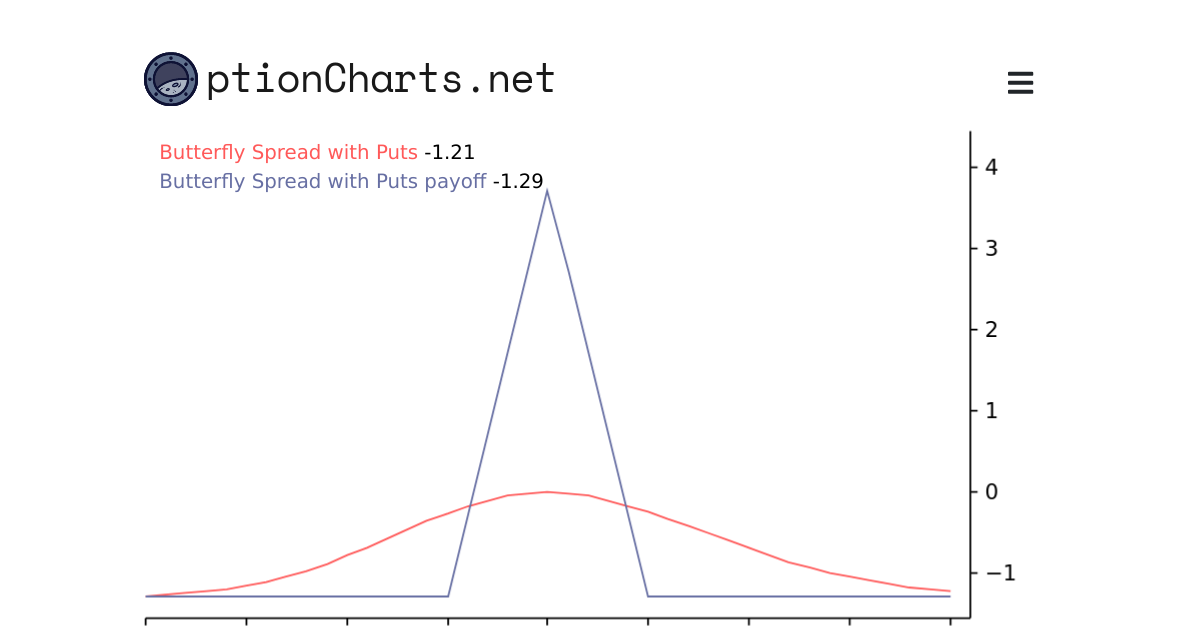 ptionCharts.net
Butterfly Spread with Puts -1.21
Butterfly Spread with Puts payoff -1.29
4
3
2
1
0
−1